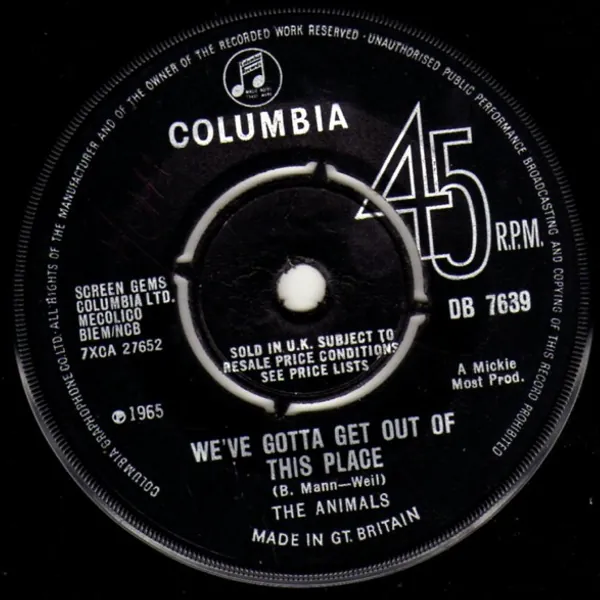 COLUMBIA GRAPHOPHONE CO. LTD. ALL RIGHTS OF THE MANUFACTURER AND OF THE OWNER OF THE RECORDED WORK RESERVED · UNAUTHORISED PUBLIC PERFORMANCE BROADCASTING AND COPYING OF THIS RECORD PROHIBITED
COLUMBIA
45
R.P.M.
SCREEN GEMS
COLUMBIA LTD.
MECOLICO
BIEM/NCB
7XCA 27652
DB 7639
SOLD IN U.K. SUBJECT TO
RESALE PRICE CONDITIONS
SEE PRICE LISTS
A Mickie
Most Prod.
℗1965
WE'VE GOTTA GET OUT OF
THIS PLACE
(B. Mann—Weil)
THE ANIMALS
MADE IN GT. BRITAIN